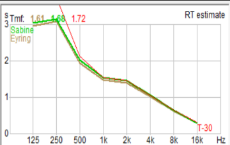 s Tmf: 1.61 1.66 1.72 RT estimate
3
Sabine
Eyring
2
1
T-30
0
125 250 500 1k 2k 4k 8k 16k Hz